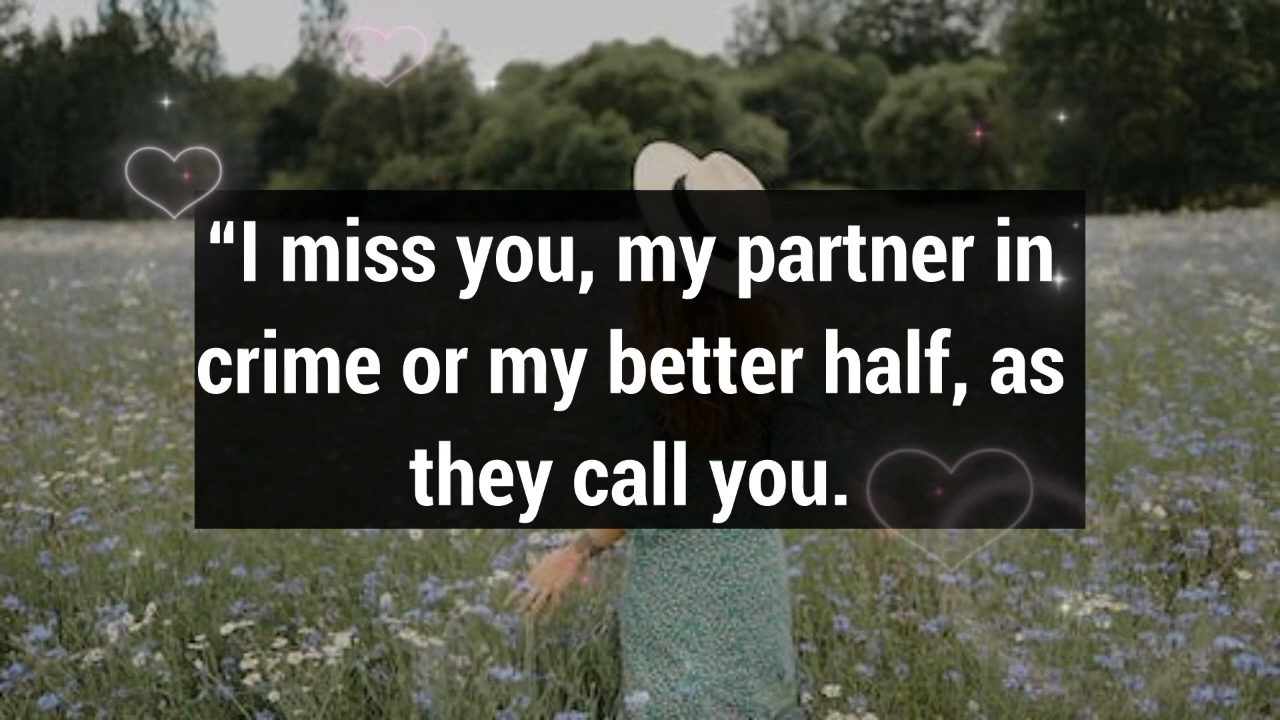 “I miss you, my partner in
crime or my better half, as
they call you.